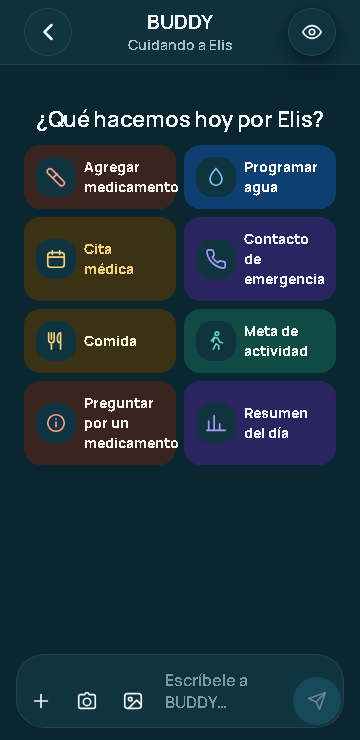 BUDDY
Cuidando a Elis
¿Qué hacemos hoy por Elis?
Agregar
medicamento
Programar
agua
Cita
médica
Contacto
de
emergencia
Comida
Meta de
actividad
Preguntar
por un
medicamento
Resumen
del día
Escríbele a
BUDDY...